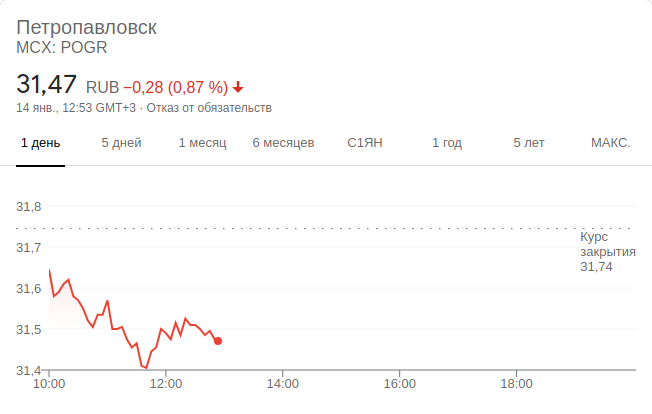 Петропавловск
MCX: POGR
31,47 RUB −0,28 (0,87 %)
14 янв., 12:53 GMT+3 · Отказ от обязательств
1 день 5 дней 1 месяц 6 месяцев С1ЯН 1 год 5 лет МАКС.
31,8
Курс
31,7
закрытия
31,74
31,6
31,5
31,4
10:00 12:00 14:00 16:00 18:00